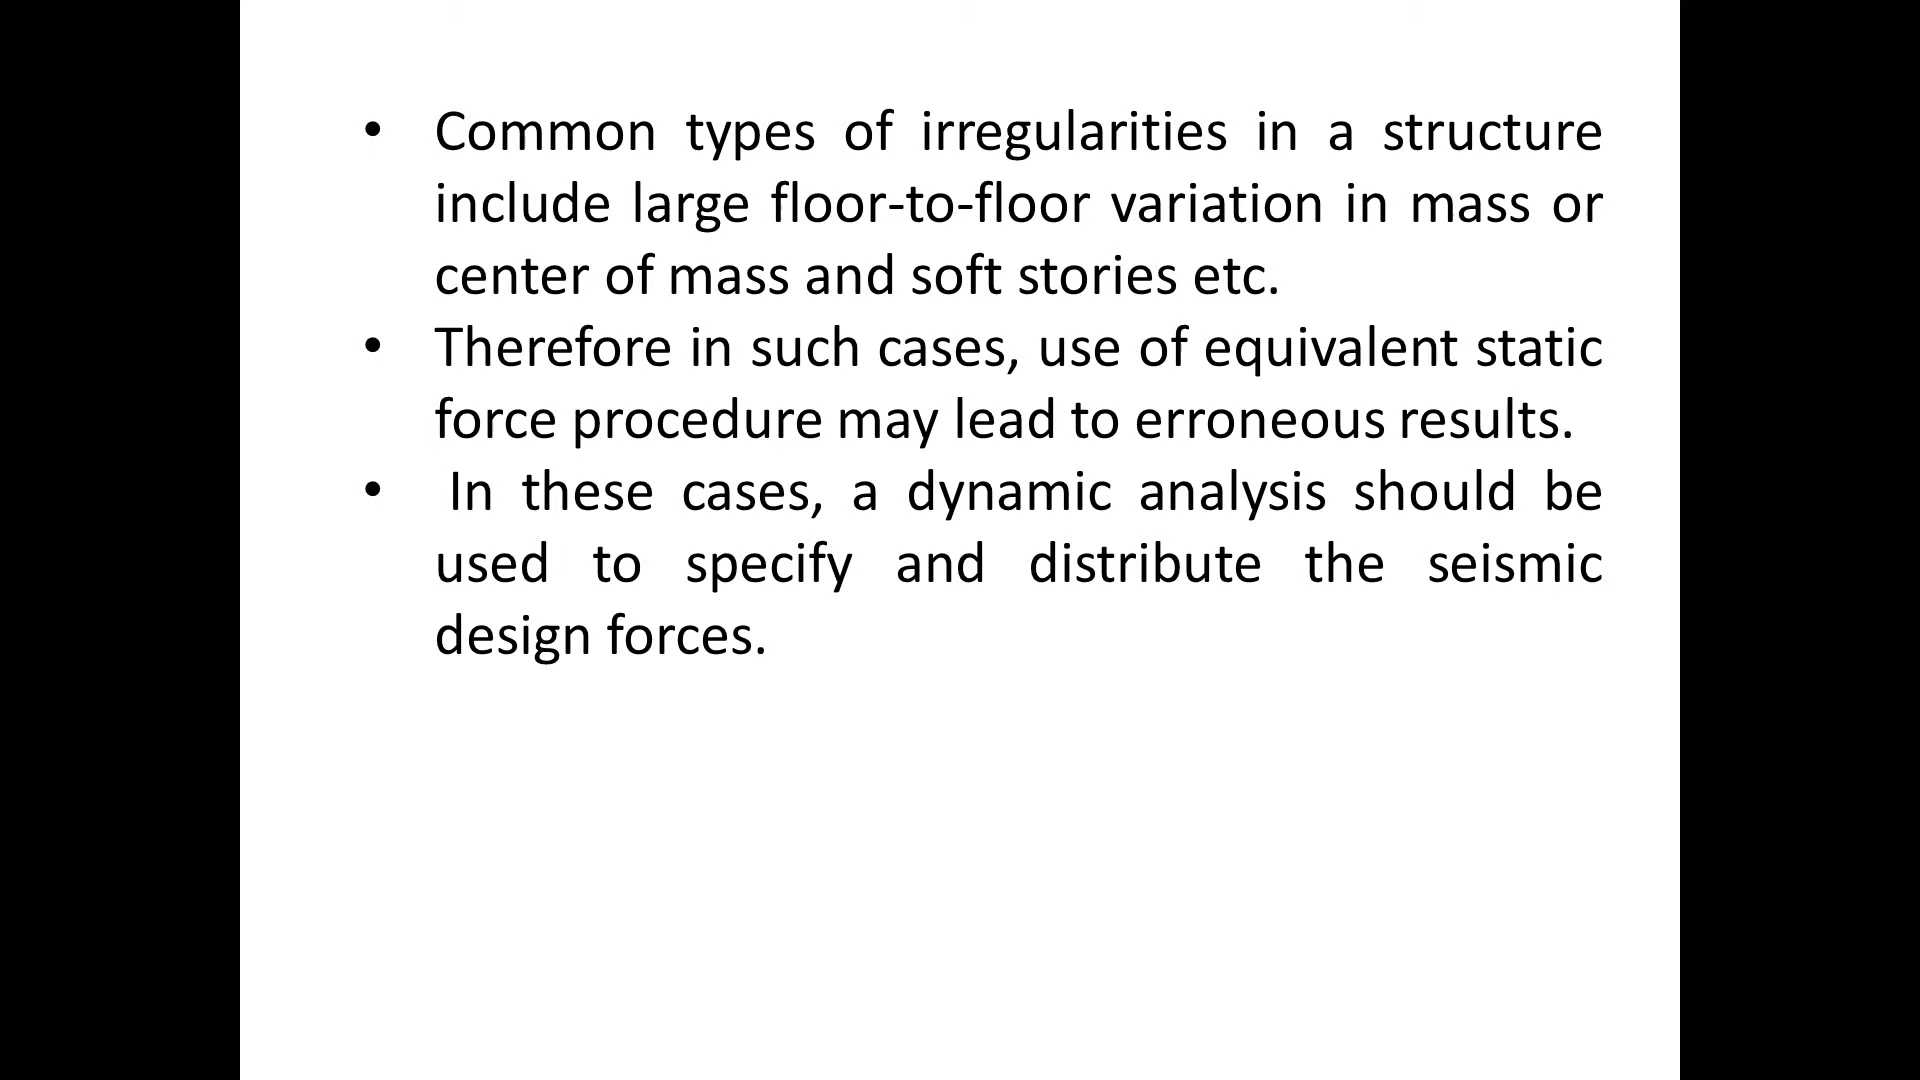 • Common types of irregularities in a structure
include large floor-to-floor variation in mass or
center of mass and soft stories etc.
• Therefore in such cases, use of equivalent static
force procedure may lead to erroneous results.
• In these cases, a dynamic analysis should be
used to specify and distribute the seismic
design forces.